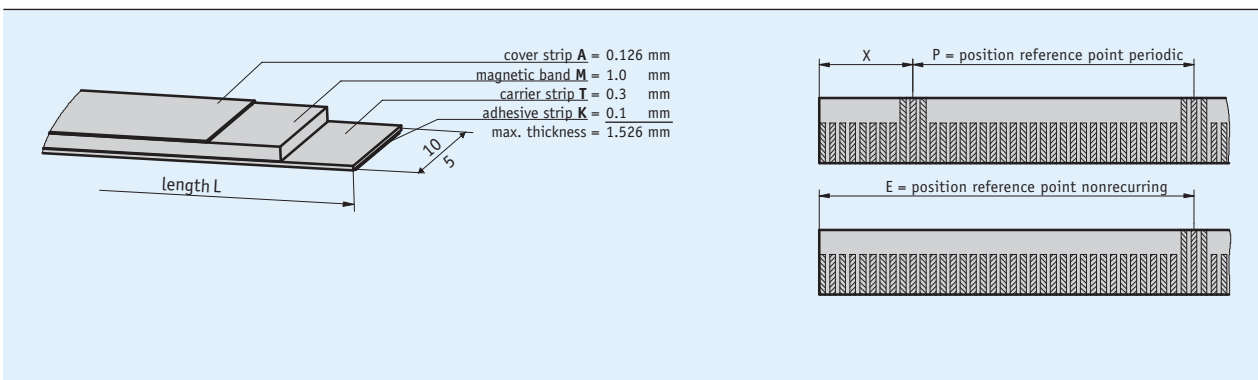 cover strip A = 0.126 mm
magnetic band M = 1.0 mm
carrier strip T = 0.3 mm
adhesive strip K = 0.1 mm
max. thickness = 1.526 mm
10
5
length L
X
P = position reference point periodic
E = position reference point nonrecurring